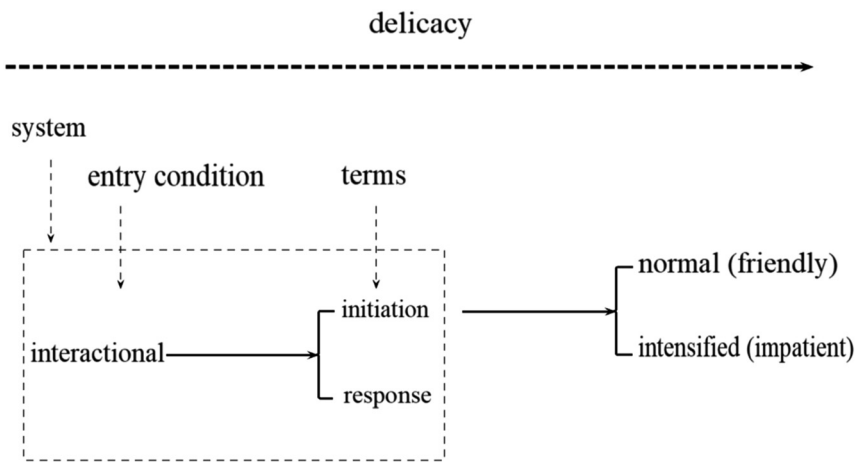 delicacy
system
entry condition
terms
normal (friendly)
initiation
interactional
intensified (impatient)
response